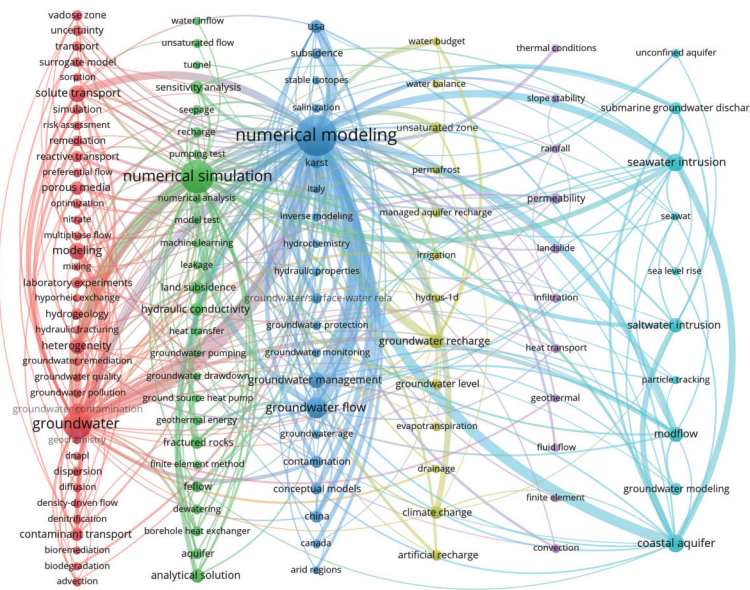 vadose zone
uncertainty
transport
surrogate model
sorption
solute transport
simulation
risk assessment
remediation
reactive transport
preferential flow
porous media
optimization
nitrate
multiphase flow
modeling
mixing
laboratory experiments
hyporheic exchange
hydrogeology
hydraulic fracturing
heterogeneity
groundwater remediation
groundwater quality
groundwater pollution
groundwater contamination
groundwater
geochemistry
dnapl
dispersion
diffusion
density-driven flow
denitrification
contaminant transport
bioremediation
biodegradation
advection
water inflow
unsaturated flow
tunnel
sensitivity analysis
seepage
recharge
pumping test
numerical simulation
numerical analysis
model test
machine learning
leakage
land subsidence
hydraulic conductivity
heat transfer
groundwater pumping
groundwater drawdown
ground source heat pump
geothermal energy
fractured rocks
finite element method
feflow
dewatering
borehole heat exchanger
aquifer
analytical solution
usa
subsidence
stable isotopes
salinization
numerical modeling
karst
italy
inverse modeling
hydrochemistry
hydraulic properties
groundwater/surface-water rela
groundwater protection
groundwater monitoring
groundwater management
groundwater flow
groundwater age
contamination
conceptual models
china
canada
arid regions
water budget
water balance
unsaturated zone
permafrost
managed aquifer recharge
irrigation
hydrus-1d
groundwater recharge
groundwater level
evapotranspiration
drainage
climate change
artificial recharge
thermal conditions
slope stability
rainfall
permeability
landslide
infiltration
heat transport
geothermal
fluid flow
finite element
convection
unconfined aquifer
submarine groundwater dischar
seawater intrusion
seawat
sea level rise
saltwater intrusion
particle tracking
modflow
groundwater modeling
coastal aquifer